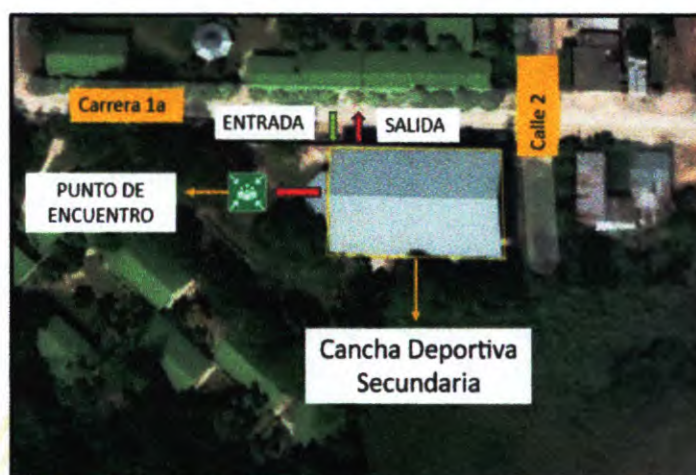 Carrera 1a
ENTRADA
SALIDA
Calle 2
PUNTO DE
ENCUENTRO
Cancha Deportiva
Secundaria